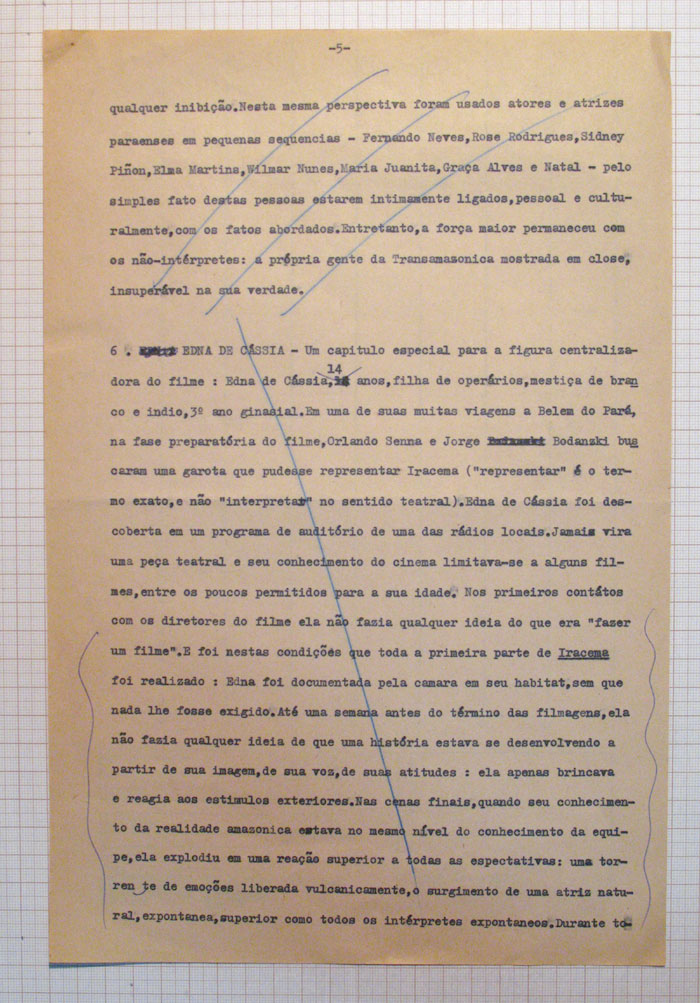 -5-
qualquer inibição.Nesta mesma perspectiva foram usados atores e atrizes
paraenses em pequenas sequencias - Fernando Neves,Rose Rodrigues,Sidney
Piñon,Elma Martins,Wilmar Nunes,Maria Juanita,Graça Alves e Natal - pelo
simples fato destas pessoas estarem intimamente ligados,pessoal e cultu-
ralmente,com os fatos abordados.Entretanto,a força maior permaneceu com
os não-intérpretes: a própria gente da Transamazonica mostrada em close,
insuperável na sua verdade.
6 . EDNA DE CÁSSIA - Um capitulo especial para a figura centraliza-
14
dora do filme : Edna de Cássia, anos,filha de operários,mestiça de bran
co e indio,3º ano ginasial.Em uma de suas muitas viagens a Belem do Pará,
na fase preparatória do filme,Orlando Senna e Jorge Bodanzki bus
caram uma garota que pudesse representar Iracema ("representar" é o ter-
mo exato,e não "interpretar" no sentido teatral).Edna de Cássia foi des-
coberta em um programa de auditório de uma das rádios locais.Jamais vira
uma peça teatral e seu conhecimento do cinema limitava-se a alguns fil-
mes,entre os poucos permitidos para a sua idade. Nos primeiros contátos
com os diretores do filme ela não fazia qualquer ideia do que era "fazer
um filme".E foi nestas condições que toda a primeira parte de Iracema
foi realizado : Edna foi documentada pela camara em seu habitat,sem que
nada lhe fosse exigido.Até uma semana antes do término das filmagens,ela
não fazia qualquer ideia de que uma história estava se desenvolvendo a
partir de sua imagem,de sua voz,de suas atitudes : ela apenas brincava
e reagia aos estimulos exteriores.Nas cenas finais,quando seu conhecimen-
to da realidade amazonica estava no mesmo nível do conhecimento da equi-
pe,ela explodiu em uma reação superior a todas as espectativas: uma tor-
ren te de emoções liberada vulcanicamente,o surgimento de uma atriz natu-
ral,expontanea,superior como todos os intérpretes expontaneos.Durante to-